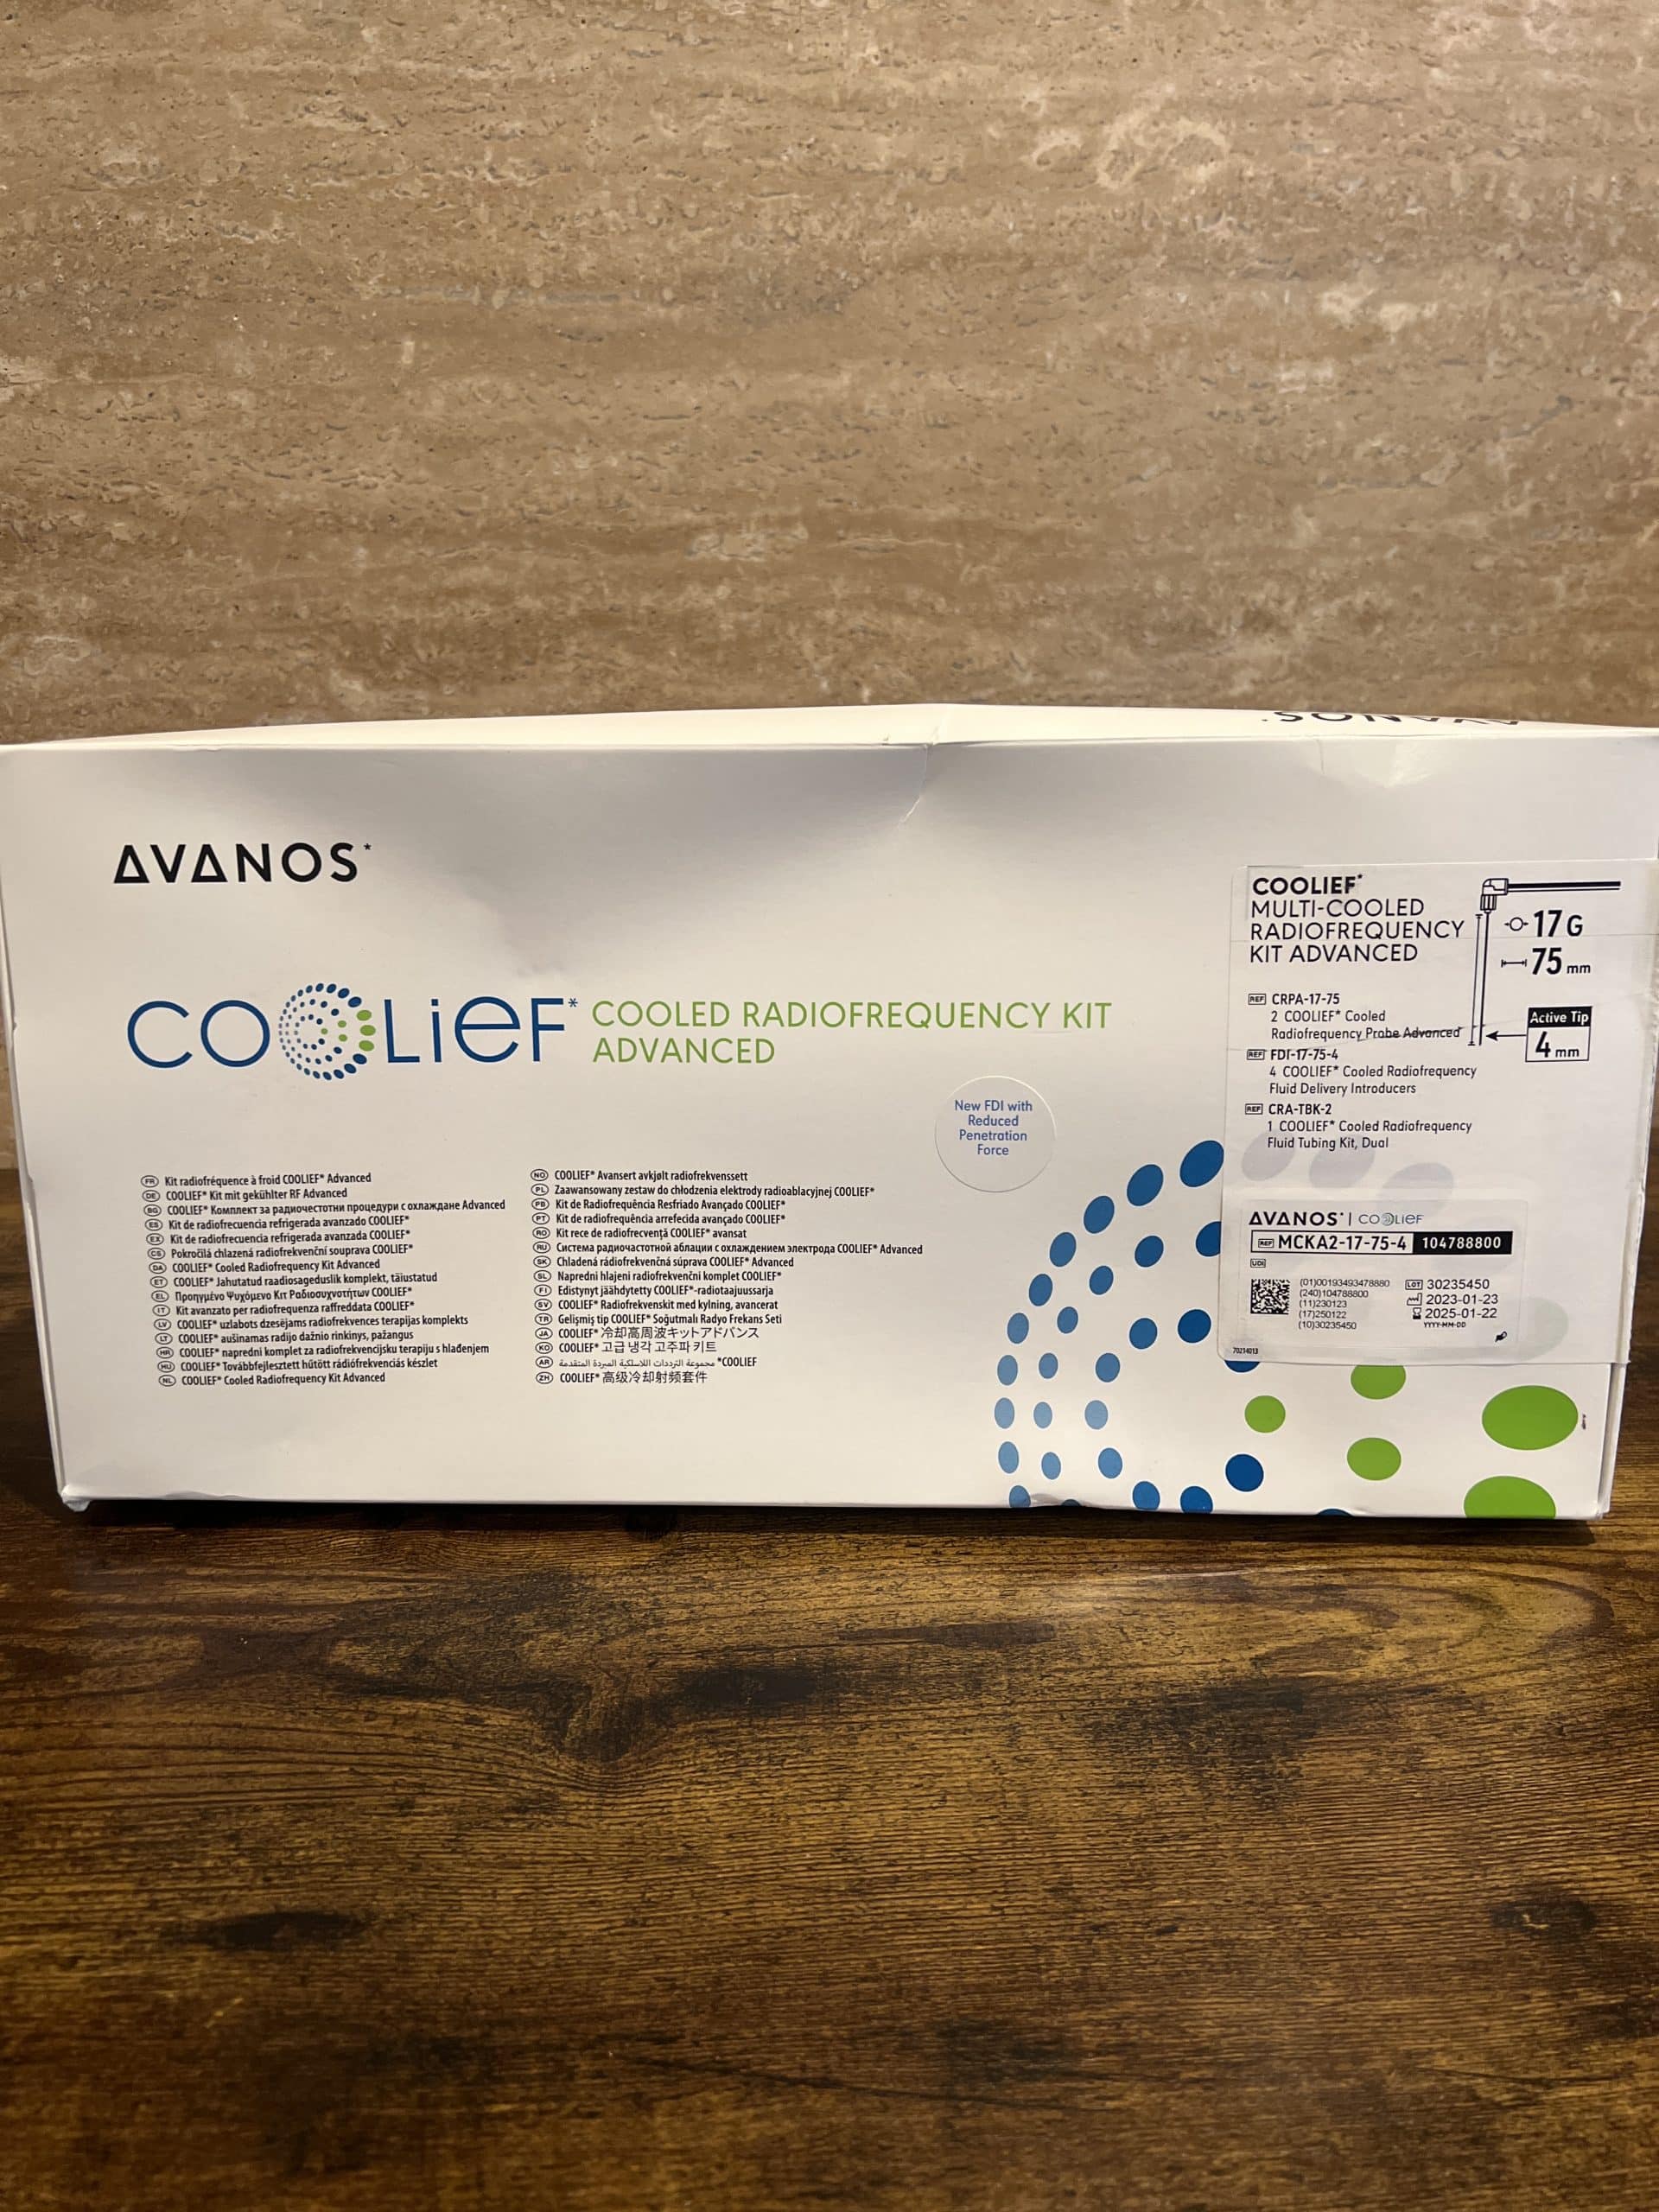 AVANOS*
AVANOS*
COOLIEF* COOLED RADIOFREQUENCY KIT
ADVANCED
New FDI with
Reduced
Penetration
Force
FR Kit radiofréquence à froid COOLIEF* Advanced
DE COOLIEF* Kit mit gekühlter RF Advanced
BG COOLIEF* Комплект за радиочестотни процедури с охлаждане Advanced
ES Kit de radiofrecuencia refrigerada avanzado COOLIEF*
EX Kit de radiofrecuencia refrigerada avanzada COOLIEF*
CS Pokročilá chlazená radiofrekvenční souprava COOLIEF*
DA COOLIEF* Cooled Radiofrequency Kit Advanced
ET COOLIEF* Jahutatud raadiosageduslik komplekt, täiustatud
EL Προηγμένο Ψυχόμενο Κιτ Ραδιοσυχνοτήτων COOLIEF*
IT Kit avanzato per radiofrequenza raffreddata COOLIEF*
LV COOLIEF* uzlabots dzesējams radiofrekvences terapijas komplekts
LT COOLIEF* aušinamas radijo dažnio rinkinys, pažangus
HR COOLIEF* napredni komplet za radiofrekvencijsku terapiju s hlađenjem
HU COOLIEF* Továbbfejlesztett hűtött rádiófrekvenciás készlet
NL COOLIEF* Cooled Radiofrequency Kit Advanced
NO COOLIEF* Avansert avkjølt radiofrekvenssett
PL Zaawansowany zestaw do chłodzenia elektrody radioablacyjnej COOLIEF*
PB Kit de Radiofrequência Resfriado Avançado COOLIEF*
PT Kit de radiofrequência arrefecida avançado COOLIEF*
RO Kit rece de radiofrecvență COOLIEF* avansat
RU Система радиочастотной аблации с охлаждением электрода COOLIEF* Advanced
SK Chladená rádiofrekvenčná súprava COOLIEF* Advanced
SL Napredni hlajeni radiofrekvenčni komplet COOLIEF*
FI Edistynyt jäähdytetty COOLIEF*-radiotaajuussarja
SV COOLIEF* Radiofrekvenskit med kylning, avancerat
TR Gelişmiş tip COOLIEF* Soğutmalı Radyo Frekans Seti
JA COOLIEF* 冷却高周波キットアドバンス
KO COOLIEF* 고급 냉각 고주파 키트
AR مجموعة الترددات اللاسلكية المبردة المتقدمة *COOLIEF
ZH COOLIEF* 高级冷却射频套件
COOLIEF*
MULTI-COOLED
RADIOFREQUENCY
KIT ADVANCED
17 G
75 mm
Active Tip
4 mm
REF CRPA-17-75
2 COOLIEF* Cooled
Radiofrequency Probe Advanced
REF FDI-17-75-4
4 COOLIEF* Cooled Radiofrequency
Fluid Delivery Introducers
REF CRA-TBK-2
1 COOLIEF* Cooled Radiofrequency
Fluid Tubing Kit, Dual
AVANOS* | COOLIEF
REF MCKA2-17-75-4 104788800
UDI
(01)00193493478880
(240)104788800
(11)230123
(17)250122
(10)30235450
LOT 30235450
2023-01-23
2025-01-22
YYYY-MM-DD
70214013